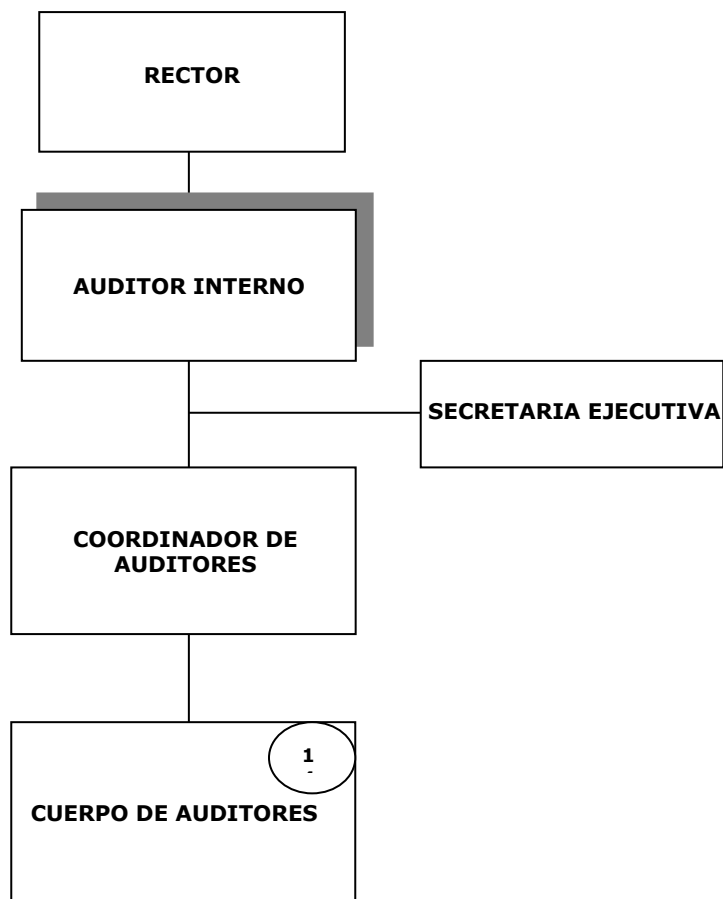 RECTOR
AUDITOR INTERNO
SECRETARIA EJECUTIVA
COORDINADOR DE
AUDITORES
1
CUERPO DE AUDITORES